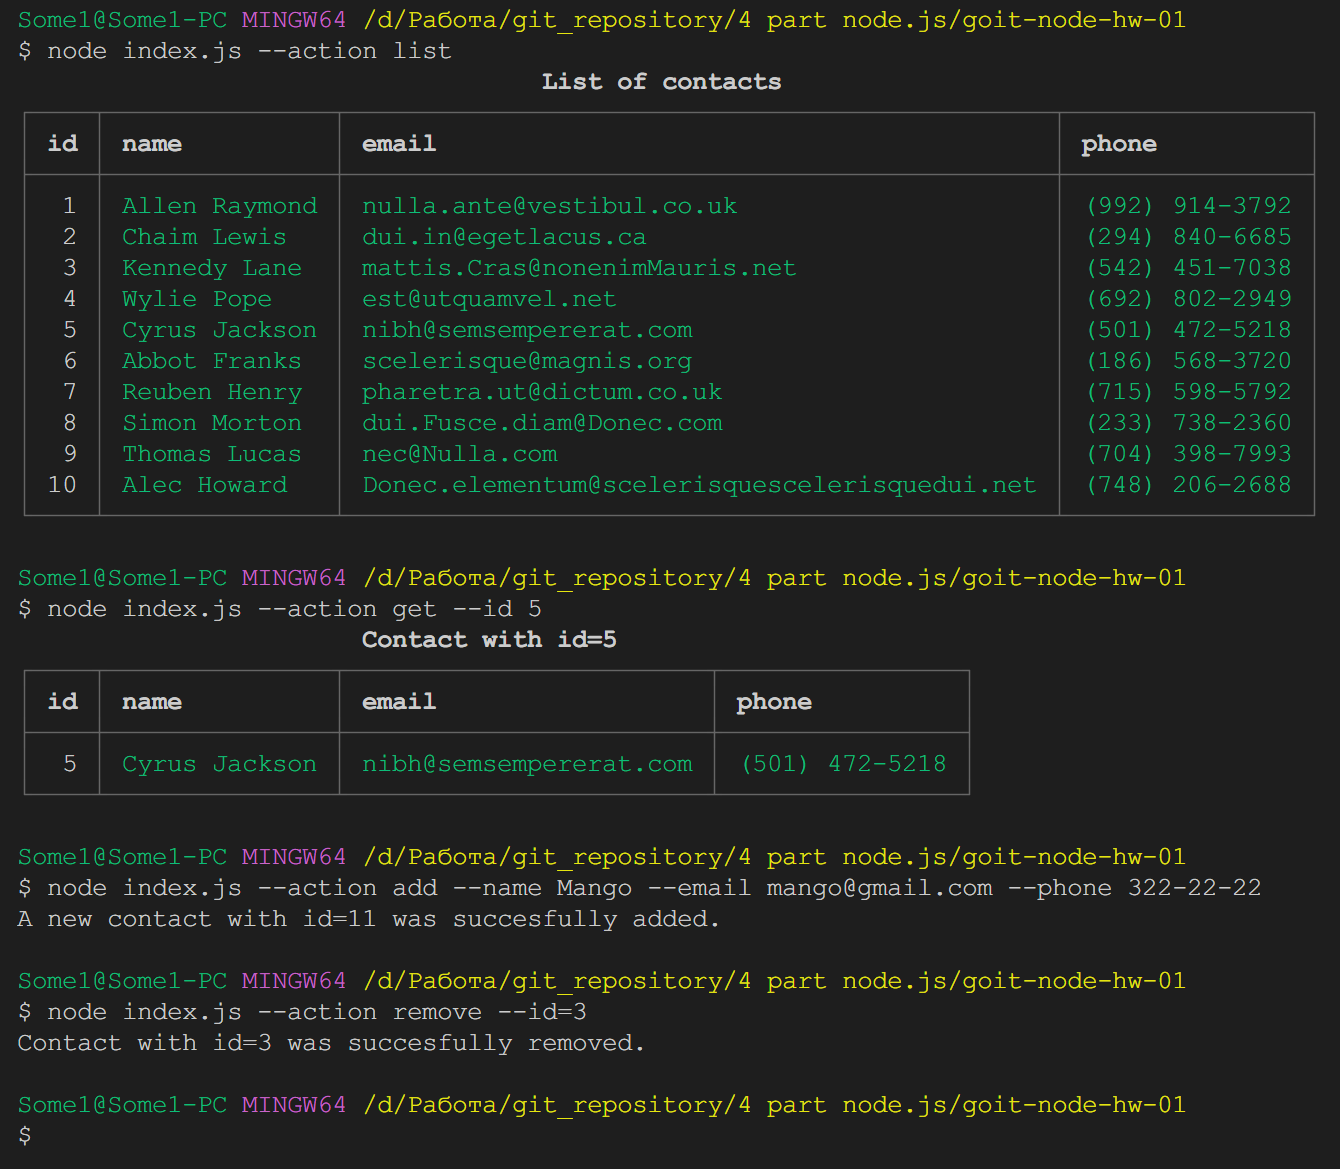 Some1@Some1-PC MINGW64 /d/Работа/git_repository/4 part node.js/goit-node-hw-01
$ node index.js --action list
List of contacts
id name email phone
1 Allen Raymond nulla.ante@vestibul.co.uk (992) 914-3792
2 Chaim Lewis dui.in@egetlacus.ca (294) 840-6685
3 Kennedy Lane mattis.Cras@nonenimMauris.net (542) 451-7038
4 Wylie Pope est@utquamvel.net (692) 802-2949
5 Cyrus Jackson nibh@semsempererat.com (501) 472-5218
6 Abbot Franks scelerisque@magnis.org (186) 568-3720
7 Reuben Henry pharetra.ut@dictum.co.uk (715) 598-5792
8 Simon Morton dui.Fusce.diam@Donec.com (233) 738-2360
9 Thomas Lucas nec@Nulla.com (704) 398-7993
10 Alec Howard Donec.elementum@scelerisquescelerisquedui.net (748) 206-2688
Some1@Some1-PC MINGW64 /d/Работа/git_repository/4 part node.js/goit-node-hw-01
$ node index.js --action get --id 5
Contact with id=5
id name email phone
5 Cyrus Jackson nibh@semsempererat.com (501) 472-5218
Some1@Some1-PC MINGW64 /d/Работа/git_repository/4 part node.js/goit-node-hw-01
$ node index.js --action add --name Mango --email mango@gmail.com --phone 322-22-22
A new contact with id=11 was succesfully added.
Some1@Some1-PC MINGW64 /d/Работа/git_repository/4 part node.js/goit-node-hw-01
$ node index.js --action remove --id=3
Contact with id=3 was succesfully removed.
Some1@Some1-PC MINGW64 /d/Работа/git_repository/4 part node.js/goit-node-hw-01
$